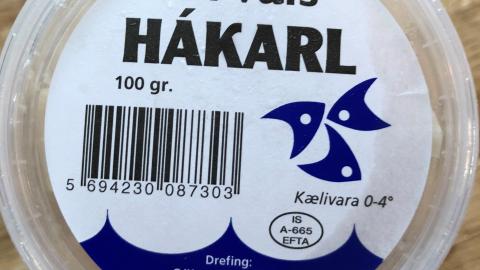 HÁKARL
100 gr.
5 694230 087303
Kælivara 0-4°
IS
A-665
EFTA
Drefing: